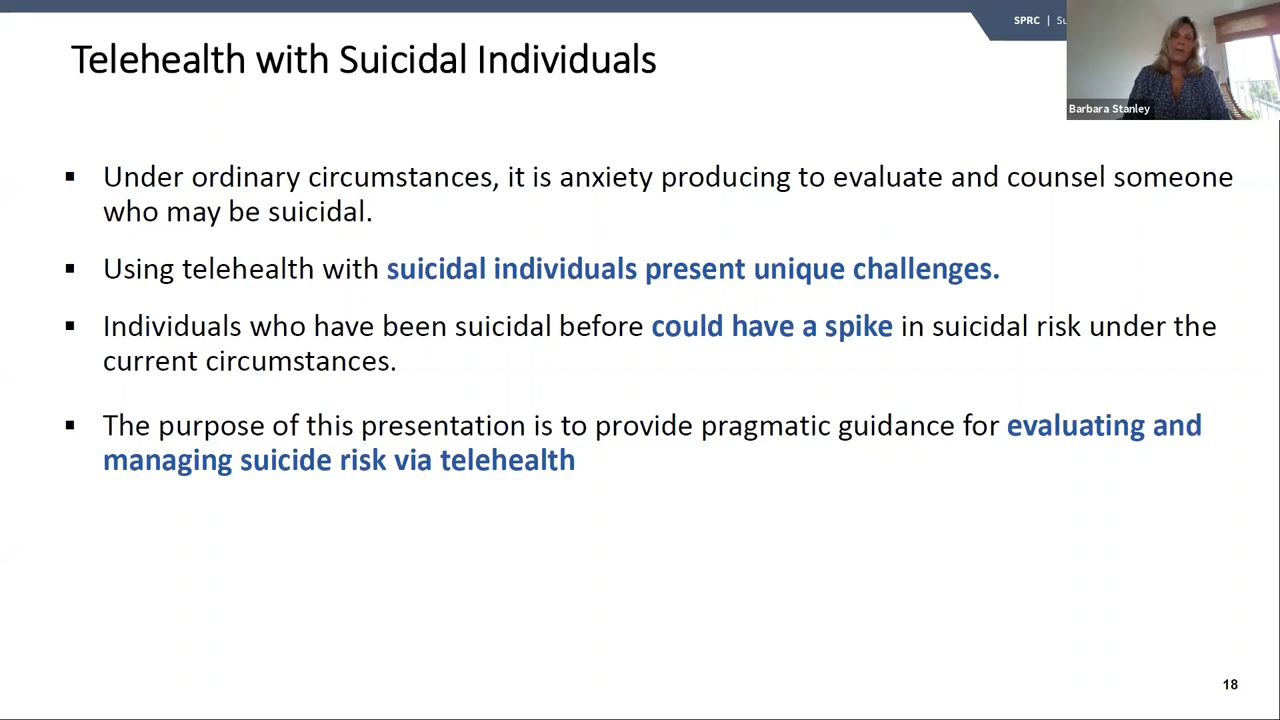 SPRC | Su
Telehealth with Suicidal Individuals
Barbara Stanley
▪ Under ordinary circumstances, it is anxiety producing to evaluate and counsel someone
who may be suicidal.
▪ Using telehealth with suicidal individuals present unique challenges.
▪ Individuals who have been suicidal before could have a spike in suicidal risk under the
current circumstances.
▪ The purpose of this presentation is to provide pragmatic guidance for evaluating and
managing suicide risk via telehealth
18